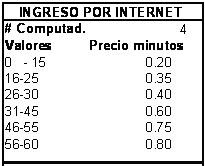 INGRESO POR INTERNET
# Computad. 4
Valores Precio minutos
0 - 15 0.20
16-25 0.35
26-30 0.40
31-45 0.60
46-55 0.75
56-60 0.80